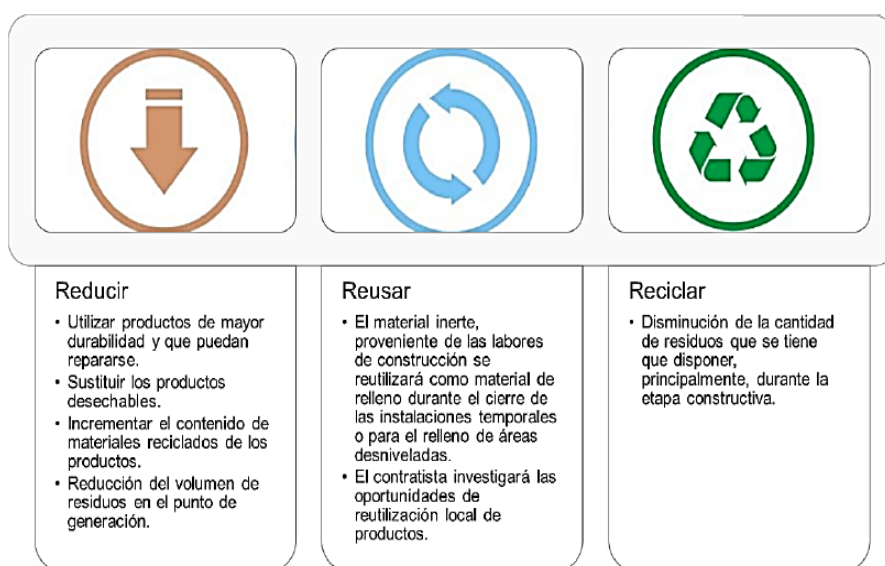 Reducir
• Utilizar productos de mayor
durabilidad y que puedan
repararse.
• Sustituir los productos
desechables.
• Incrementar el contenido de
materiales reciclados de los
productos.
• Reducción del volumen de
residuos en el punto de
generación.
Reusar
• El material inerte,
proveniente de las labores
de construcción se
reutilizará como material de
relleno durante el cierre de
las instalaciones temporales
o para el relleno de áreas
desniveladas.
• El contratista investigará las
oportunidades de
reutilización local de
productos.
Reciclar
• Disminución de la cantidad
de residuos que se tiene
que disponer,
principalmente, durante la
etapa constructiva.